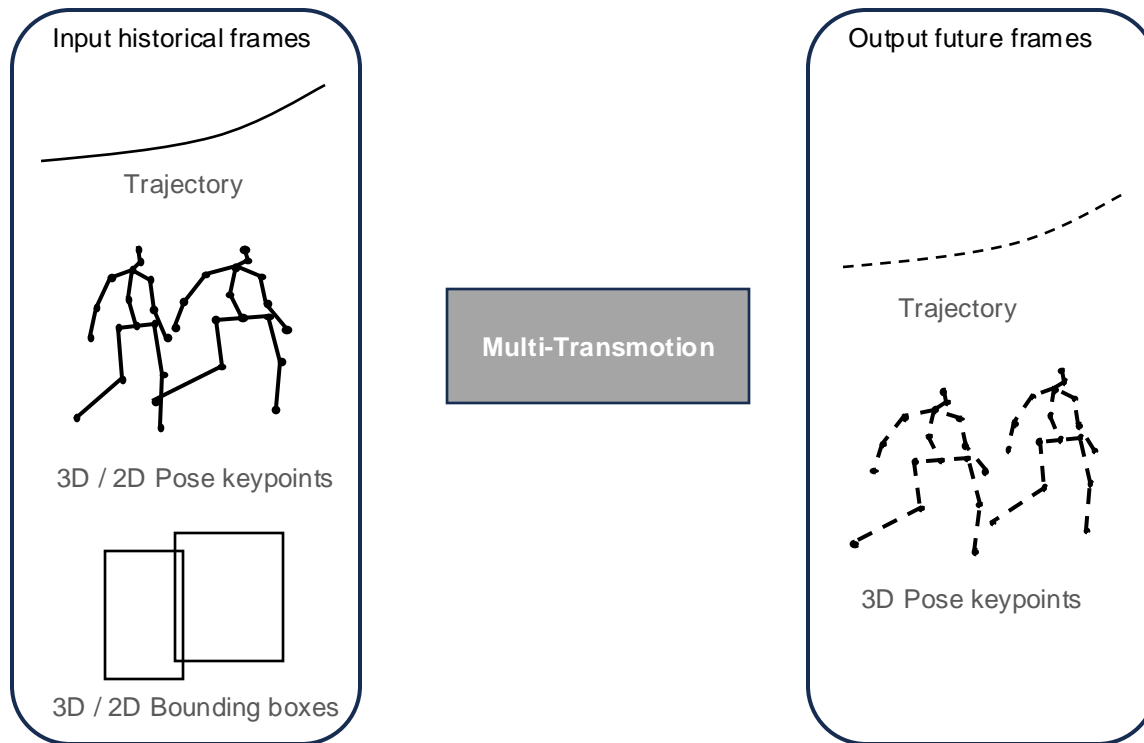 Input historical frames
Trajectory
3D / 2D Pose keypoints
3D / 2D Bounding boxes
Multi-Transmotion
Output future frames
Trajectory
3D Pose keypoints